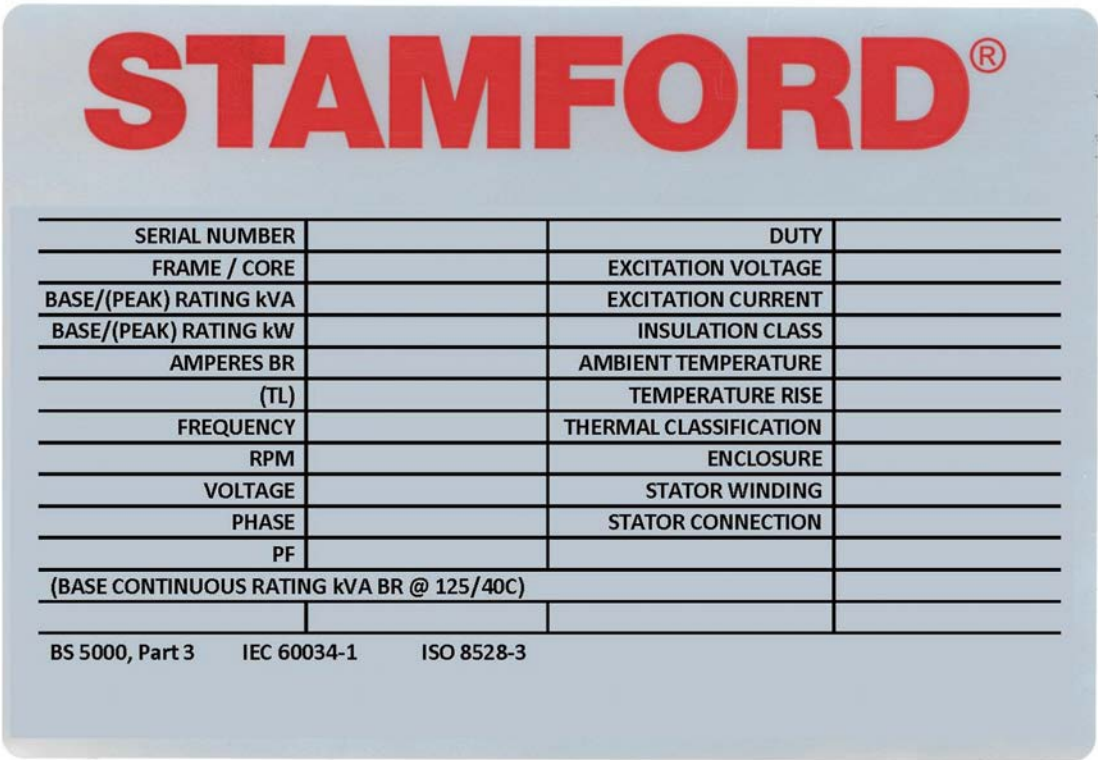 STAMFORD®
SERIAL NUMBER DUTY
FRAME / CORE EXCITATION VOLTAGE
BASE/(PEAK) RATING kVA EXCITATION CURRENT
BASE/(PEAK) RATING kW INSULATION CLASS
AMPERES BR AMBIENT TEMPERATURE
(TL) TEMPERATURE RISE
FREQUENCY THERMAL CLASSIFICATION
RPM ENCLOSURE
VOLTAGE STATOR WINDING
PHASE STATOR CONNECTION
PF
(BASE CONTINUOUS RATING kVA BR @ 125/40C)
BS 5000, Part 3 IEC 60034-1 ISO 8528-3